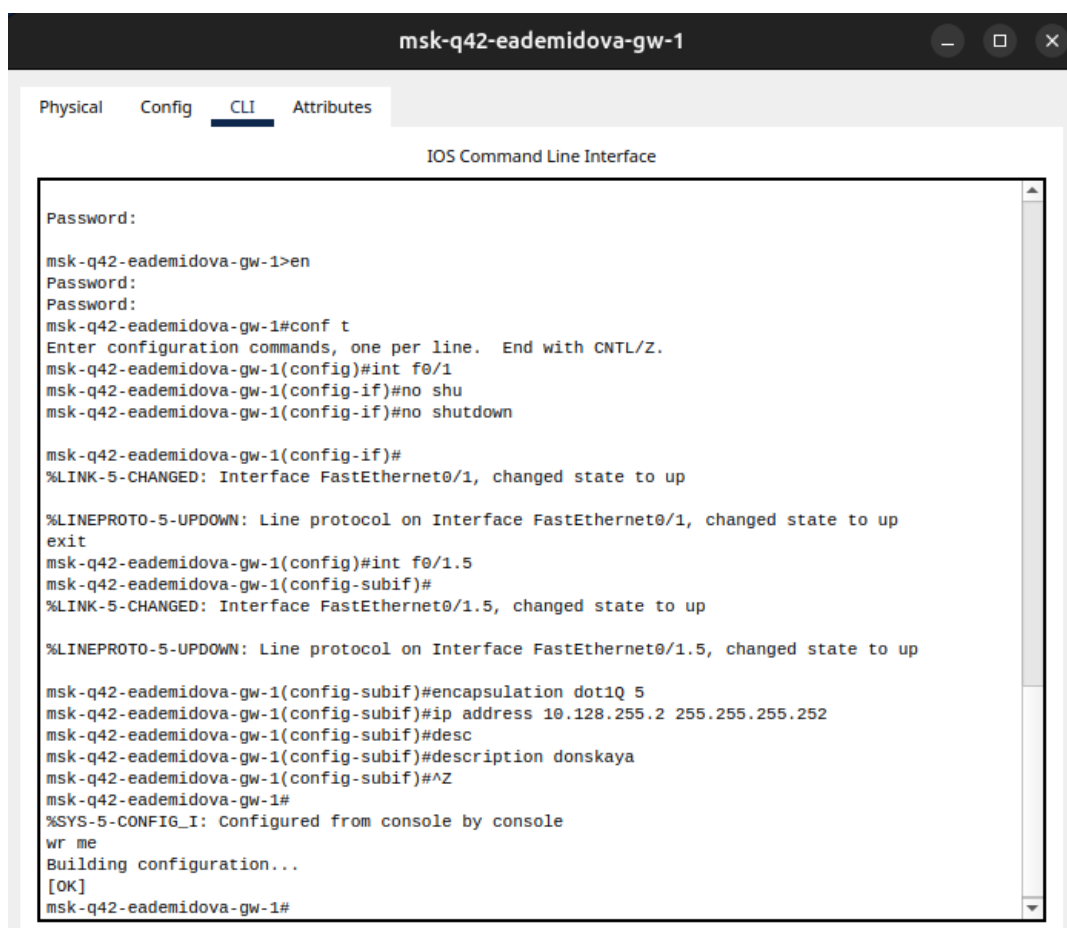 msk-q42-eademidova-gw-1
Physical Config CLI Attributes
IOS Command Line Interface
Password:
msk-q42-eademidova-gw-1>en
Password:
Password:
msk-q42-eademidova-gw-1#conf t
Enter configuration commands, one per line.  End with CNTL/Z.
msk-q42-eademidova-gw-1(config)#int f0/1
msk-q42-eademidova-gw-1(config-if)#no shu
msk-q42-eademidova-gw-1(config-if)#no shutdown
msk-q42-eademidova-gw-1(config-if)#
%LINK-5-CHANGED: Interface FastEthernet0/1, changed state to up
%LINEPROTO-5-UPDOWN: Line protocol on Interface FastEthernet0/1, changed state to up
exit
msk-q42-eademidova-gw-1(config)#int f0/1.5
msk-q42-eademidova-gw-1(config-subif)#
%LINK-5-CHANGED: Interface FastEthernet0/1.5, changed state to up
%LINEPROTO-5-UPDOWN: Line protocol on Interface FastEthernet0/1.5, changed state to up
msk-q42-eademidova-gw-1(config-subif)#encapsulation dot1Q 5
msk-q42-eademidova-gw-1(config-subif)#ip address 10.128.255.2 255.255.255.252
msk-q42-eademidova-gw-1(config-subif)#desc
msk-q42-eademidova-gw-1(config-subif)#description donskaya
msk-q42-eademidova-gw-1(config-subif)#^Z
msk-q42-eademidova-gw-1#
%SYS-5-CONFIG_I: Configured from console by console
wr me
Building configuration...
[OK]
msk-q42-eademidova-gw-1#